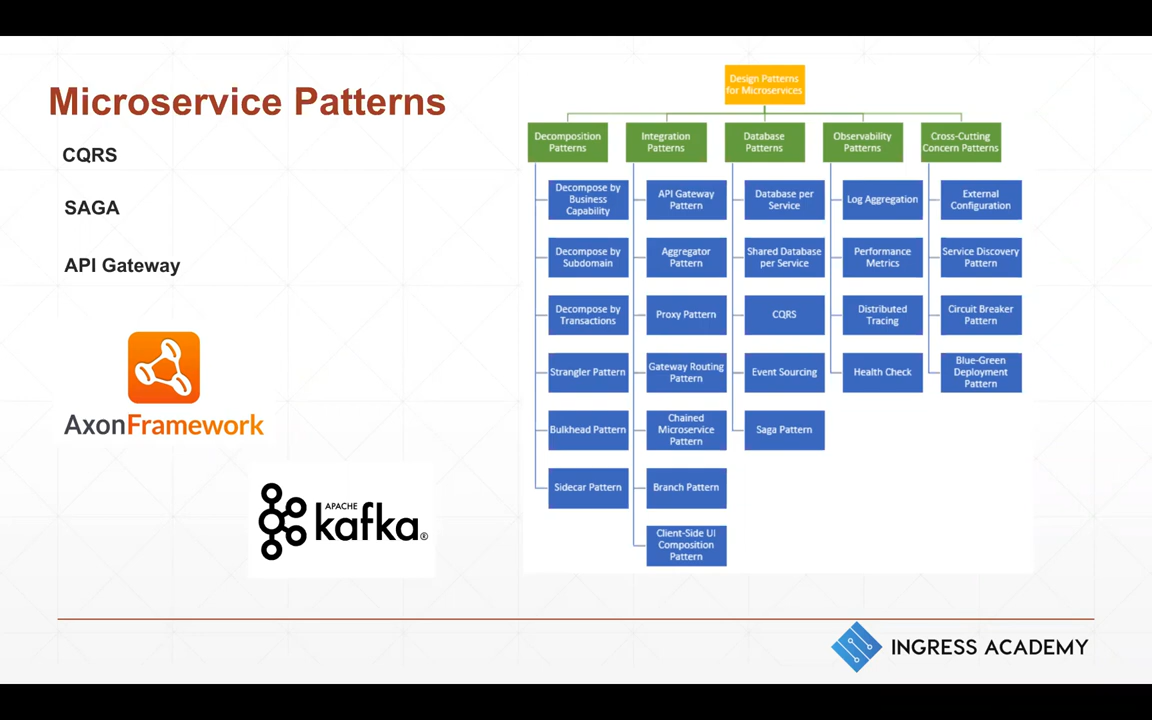 Microservice Patterns
CQRS
SAGA
API Gateway
AxonFramework
APACHE
kafka®
Design Patterns
for Microservices
Decomposition
Patterns
Integration
Patterns
Database
Patterns
Observability
Patterns
Cross-Cutting
Concern Patterns
Decompose by
Business
Capability
API Gateway
Pattern
Database per
Service
Log Aggregation
External
Configuration
Decompose by
Subdomain
Aggregator
Pattern
Shared Database
per Service
Performance
Metrics
Service Discovery
Pattern
Decompose by
Transactions
Proxy Pattern
CQRS
Distributed
Tracing
Circuit Breaker
Pattern
Strangler Pattern
Gateway Routing
Pattern
Event Sourcing
Health Check
Blue-Green
Deployment
Pattern
Bulkhead Pattern
Chained
Microservice
Pattern
Saga Pattern
Sidecar Pattern
Branch Pattern
Client-Side UI
Composition
Pattern
INGRESS ACADEMY